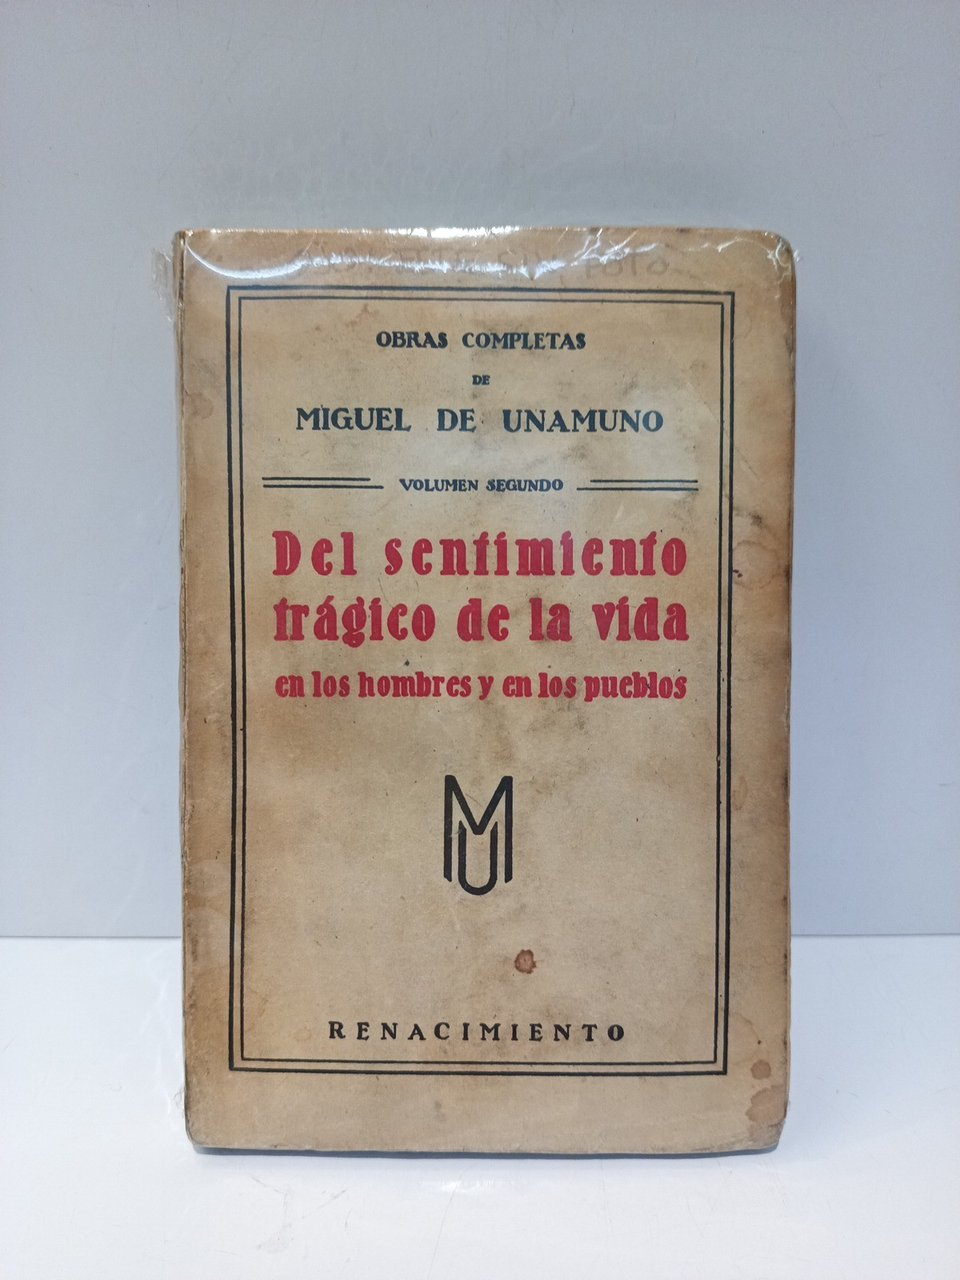 OBRAS COMPLETAS
DE
MIGUEL DE UNAMUNO
VOLUMEN SEGUNDO
Del sentimiento
trágico de la vida
en los hombres y en los pueblos
MU
RENACIMIENTO